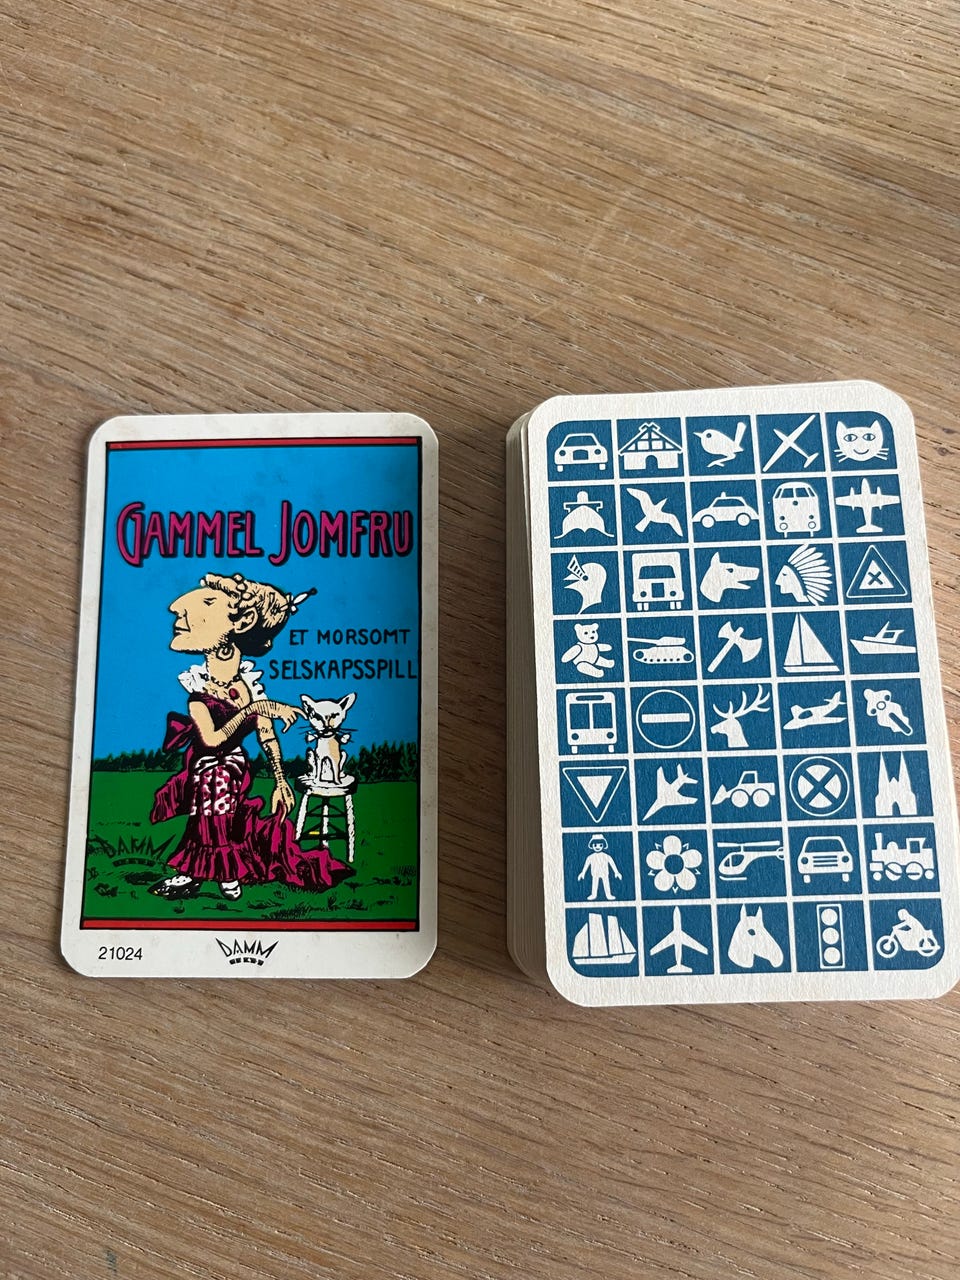 GAMMEL JOMFRU
ET MORSOMT
SELSKAPSSPILL
DAMM
21024
DAMM